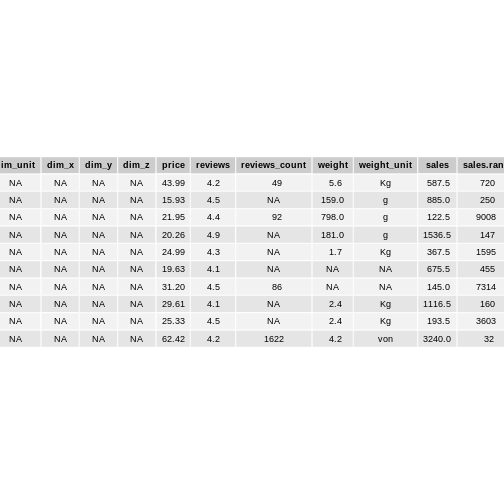 im_unit dim_x dim_y dim_z price reviews reviews_count weight weight_unit sales sales.ran
NA NA NA NA 43.99 4.2 49 5.6 Kg 587.5 720
NA NA NA NA 15.93 4.5 NA 159.0 g 885.0 250
NA NA NA NA 21.95 4.4 92 798.0 g 122.5 9008
NA NA NA NA 20.26 4.9 NA 181.0 g 1536.5 147
NA NA NA NA 24.99 4.3 NA 1.7 Kg 367.5 1595
NA NA NA NA 19.63 4.1 NA NA NA 675.5 455
NA NA NA NA 31.20 4.5 86 NA NA 145.0 7314
NA NA NA NA 29.61 4.1 NA 2.4 Kg 1116.5 160
NA NA NA NA 25.33 4.5 NA 2.4 Kg 193.5 3603
NA NA NA NA 62.42 4.2 1622 4.2 von 3240.0 32